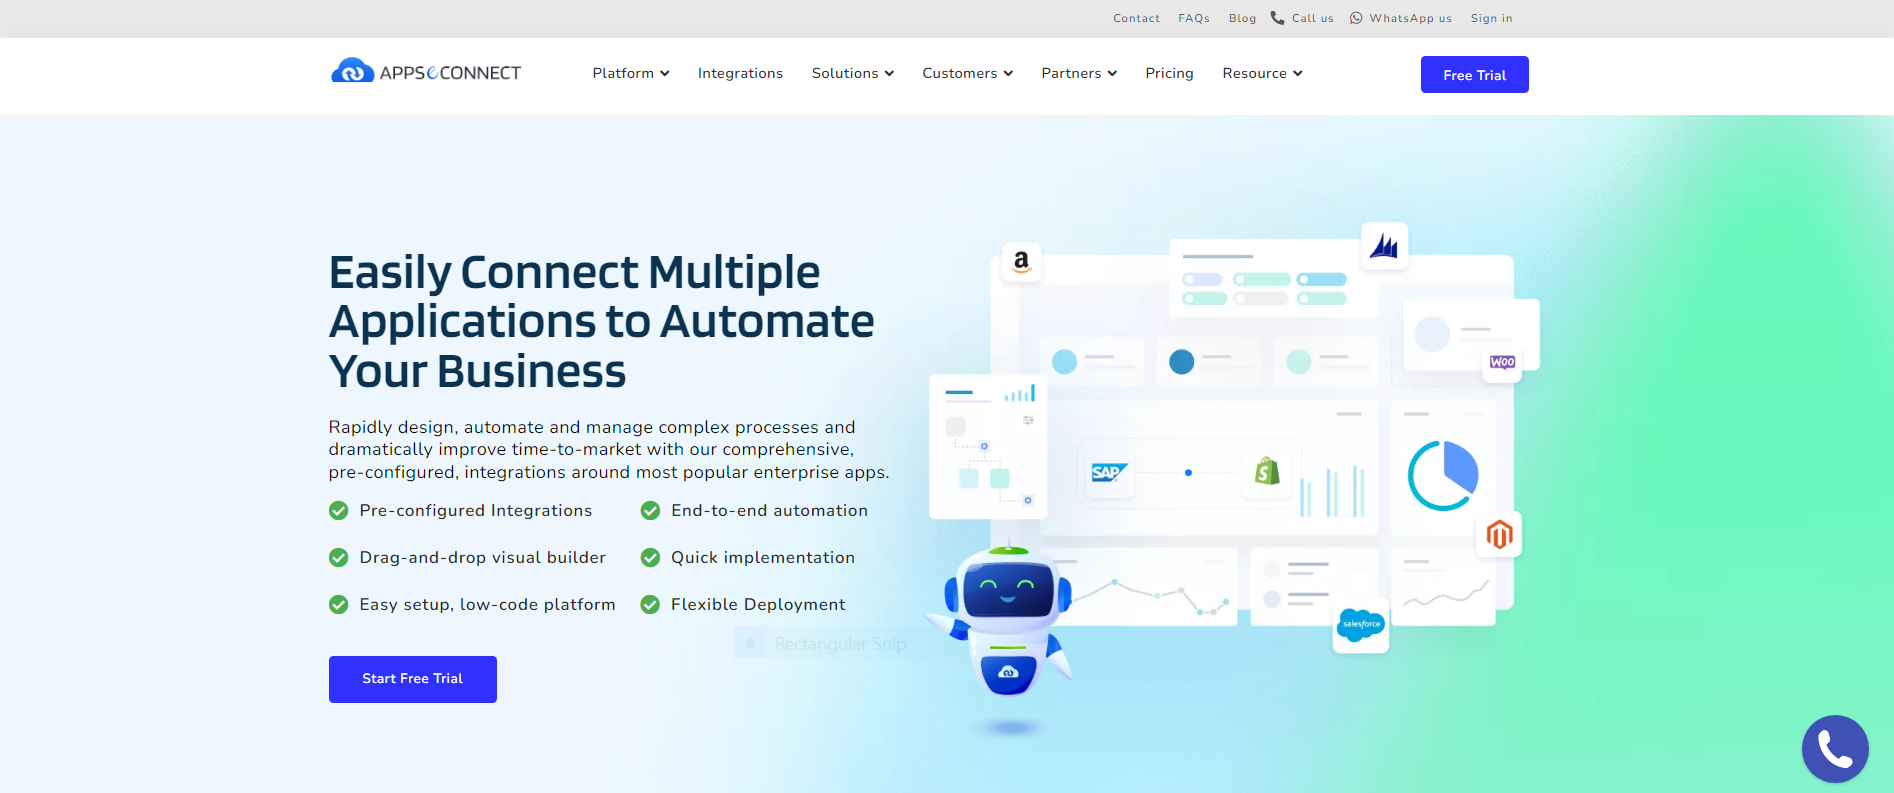 Contact FAQs Blog Call us WhatsApp us Sign in
APPSeCONNECT
Platform Integrations Solutions Customers Partners Pricing Resource
Free Trial
Easily Connect Multiple
Applications to Automate
Your Business
Rapidly design, automate and manage complex processes and
dramatically improve time-to-market with our comprehensive,
pre-configured, integrations around most popular enterprise apps.
Pre-configured Integrations
End-to-end automation
Drag-and-drop visual builder
Quick implementation
Easy setup, low-code platform
Flexible Deployment
Rectangular Snip
Start Free Trial
a
WOO
SAP
S
salesforce